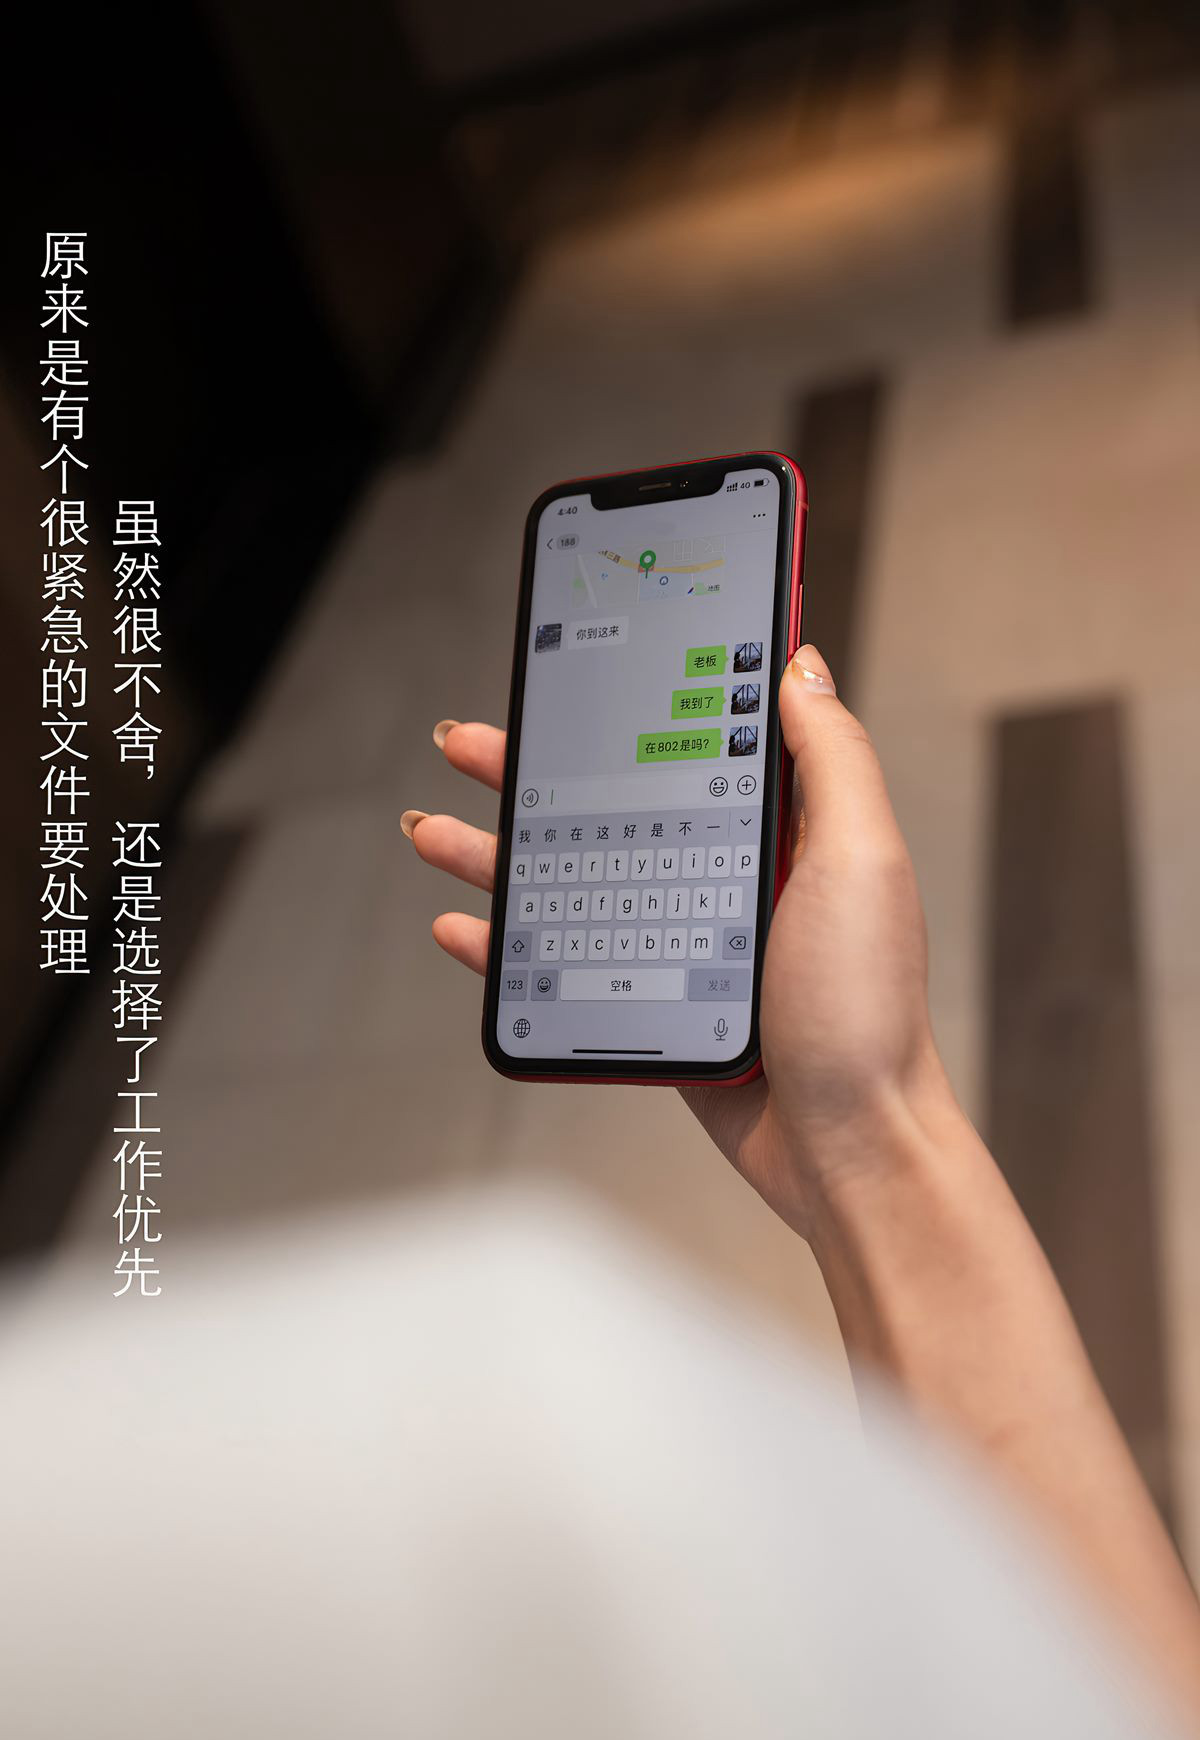 原来是有个很紧急的文件要处理
虽然很不舍，还是选择了工作优先
4:40
4G
188
地图
你到这来
老板
我到了
在802是吗?
我 你 在 这 好 是 不 一
q w e r t y u i o p
a s d f g h j k l
z x c v b n m
123 空格 发送